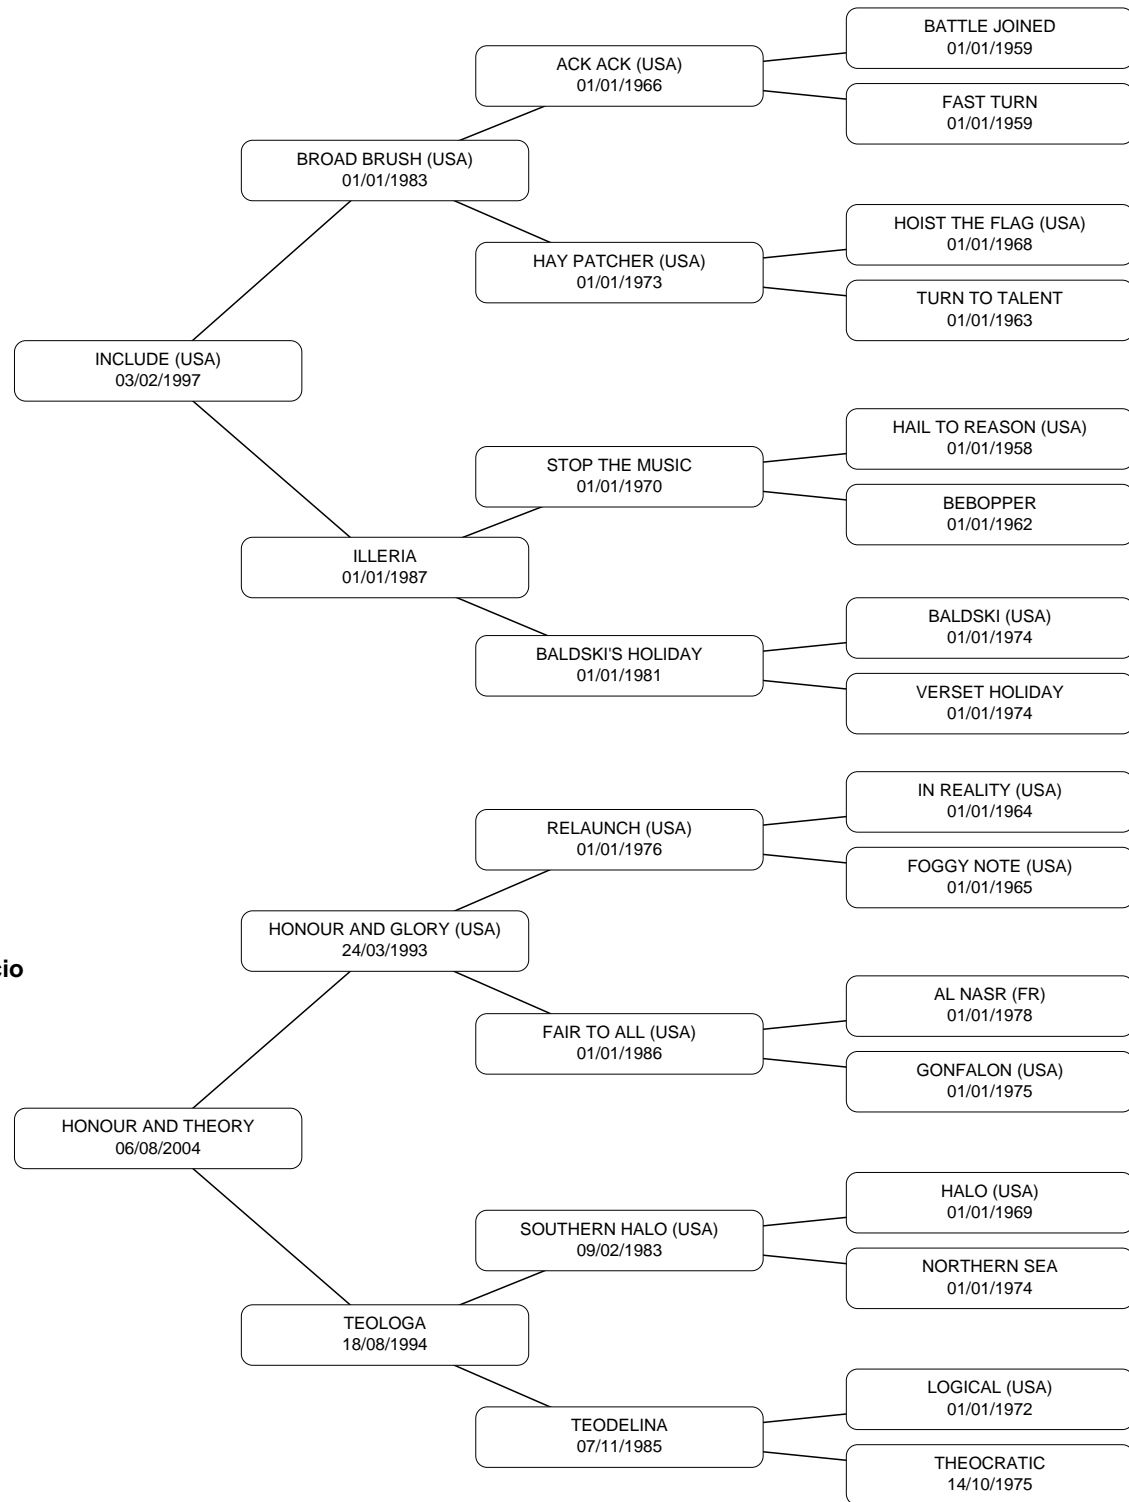 BATTLE JOINED
01/01/1959
ACK ACK (USA)
01/01/1966
FAST TURN
01/01/1959
BROAD BRUSH (USA)
01/01/1983
HOIST THE FLAG (USA)
01/01/1968
HAY PATCHER (USA)
01/01/1973
TURN TO TALENT
01/01/1963
INCLUDE (USA)
03/02/1997
HAIL TO REASON (USA)
01/01/1958
STOP THE MUSIC
01/01/1970
BEBOPPER
01/01/1962
ILLERIA
01/01/1987
BALDSKI (USA)
01/01/1974
BALDSKI'S HOLIDAY
01/01/1981
VERSET HOLIDAY
01/01/1974
IN REALITY (USA)
01/01/1964
RELAUNCH (USA)
01/01/1976
FOGGY NOTE (USA)
01/01/1965
HONOUR AND GLORY (USA)
24/03/1993
cio
AL NASR (FR)
01/01/1978
FAIR TO ALL (USA)
01/01/1986
GONFALON (USA)
01/01/1975
HONOUR AND THEORY
06/08/2004
HALO (USA)
01/01/1969
SOUTHERN HALO (USA)
09/02/1983
NORTHERN SEA
01/01/1974
TEOLOGA
18/08/1994
LOGICAL (USA)
01/01/1972
TEODELINA
07/11/1985
THEOCRATIC
14/10/1975